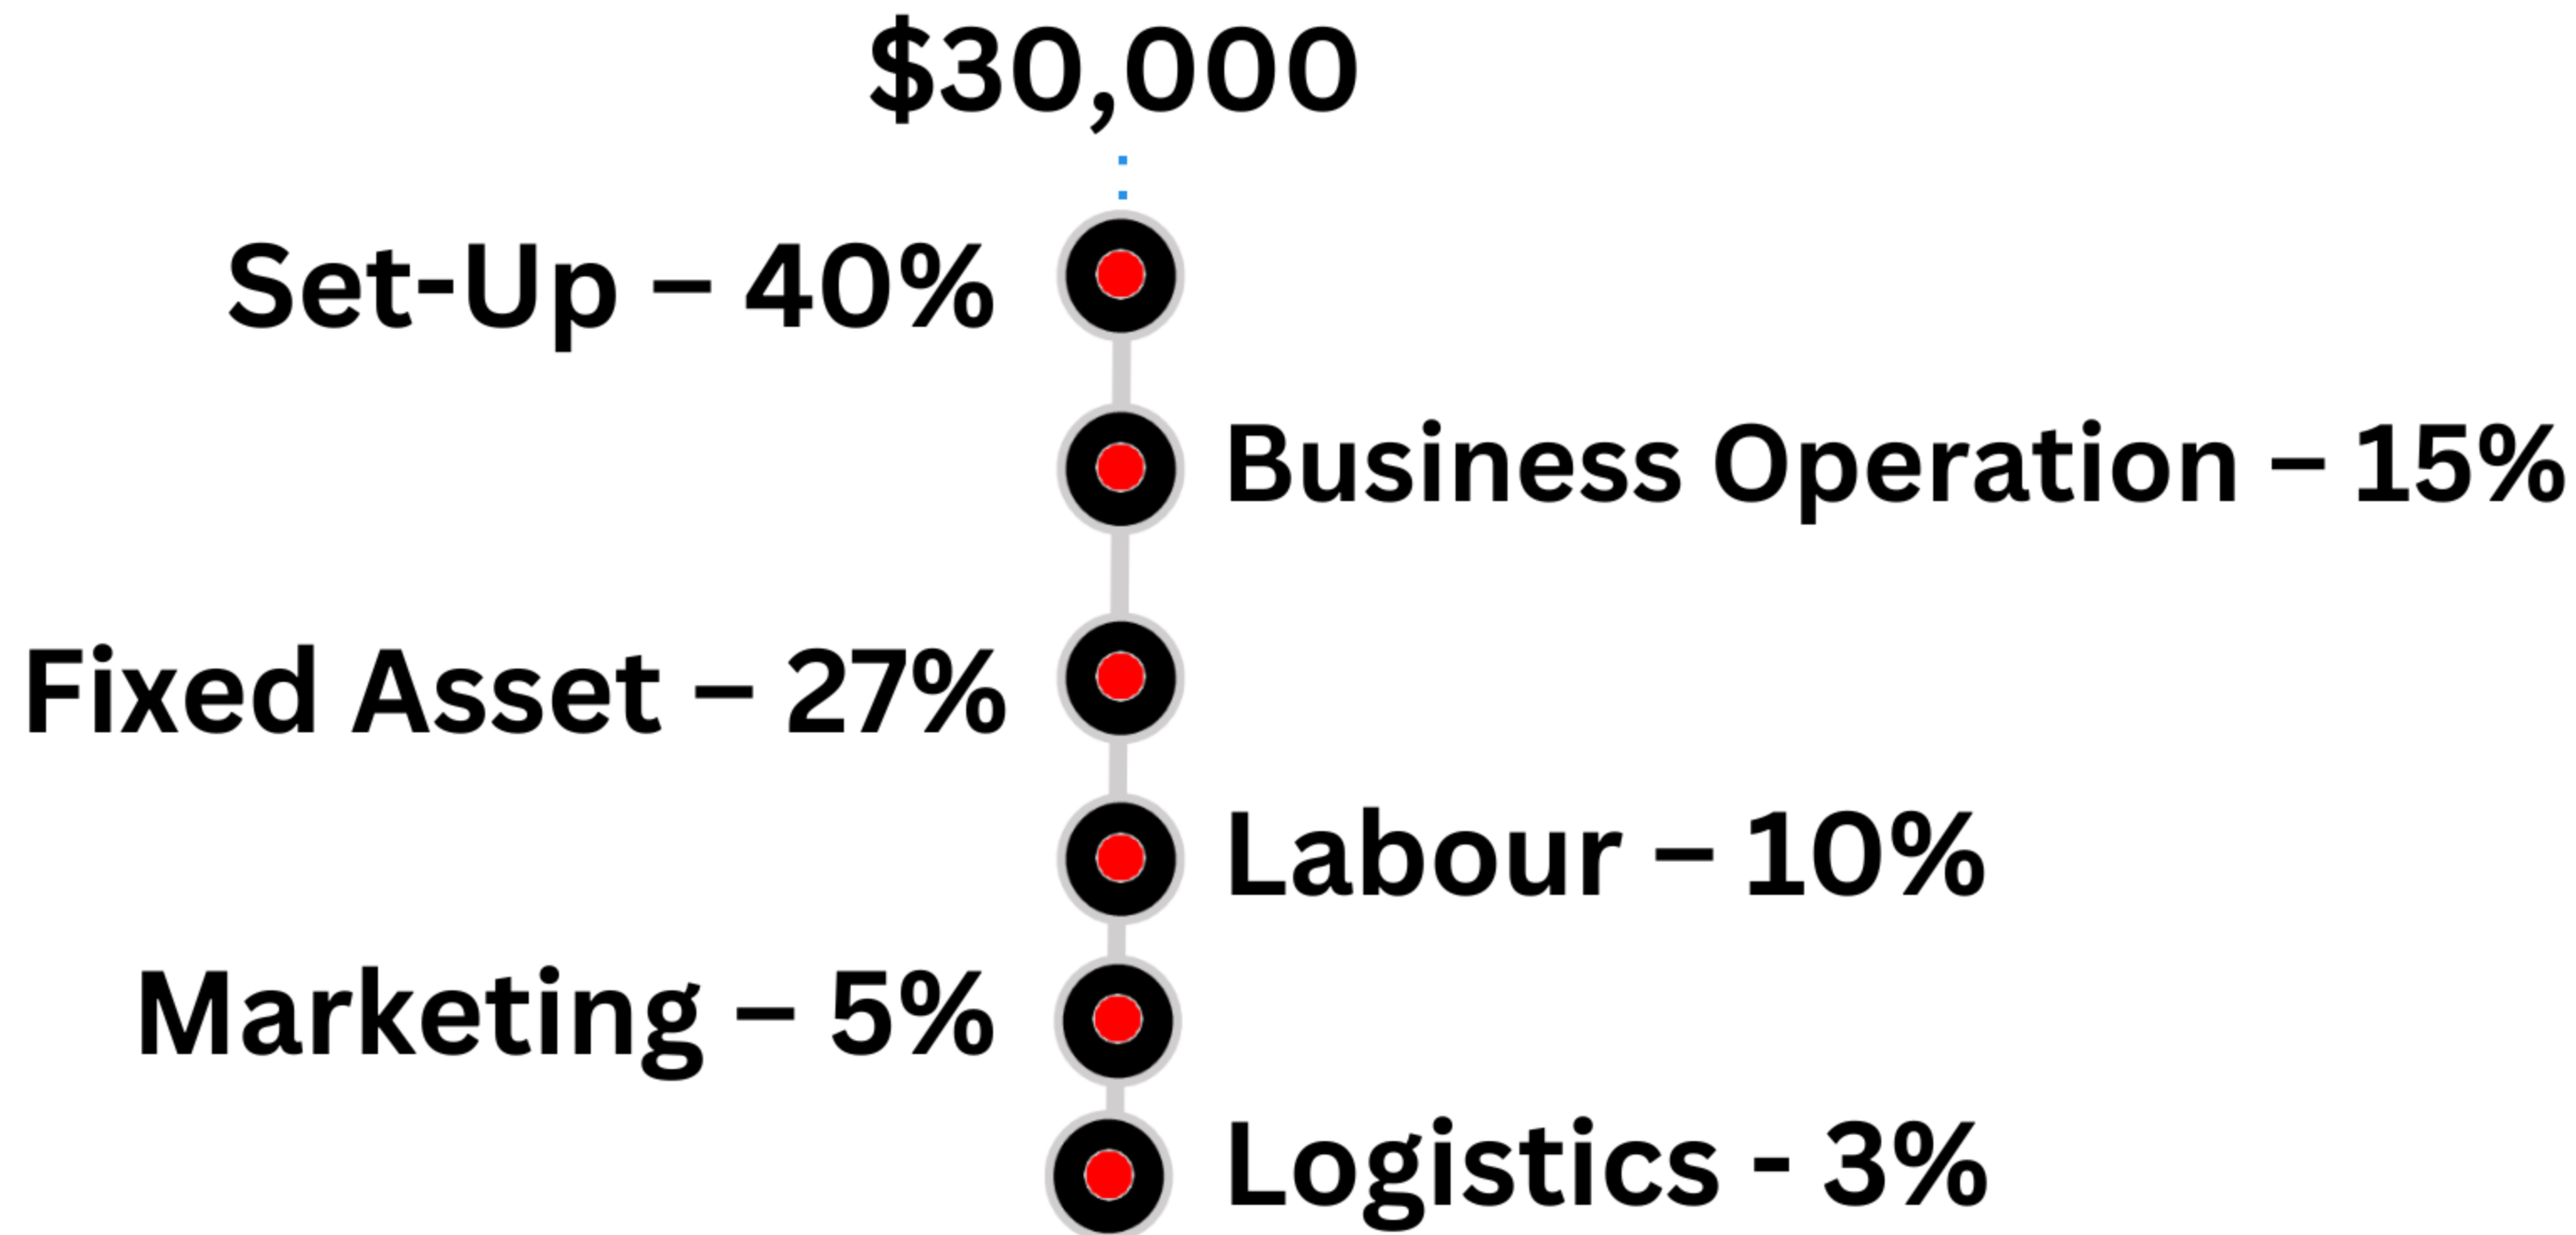 $30,000
Set-Up – 40%
Business Operation – 15%
Fixed Asset – 27%
Labour – 10%
Marketing – 5%
Logistics - 3%